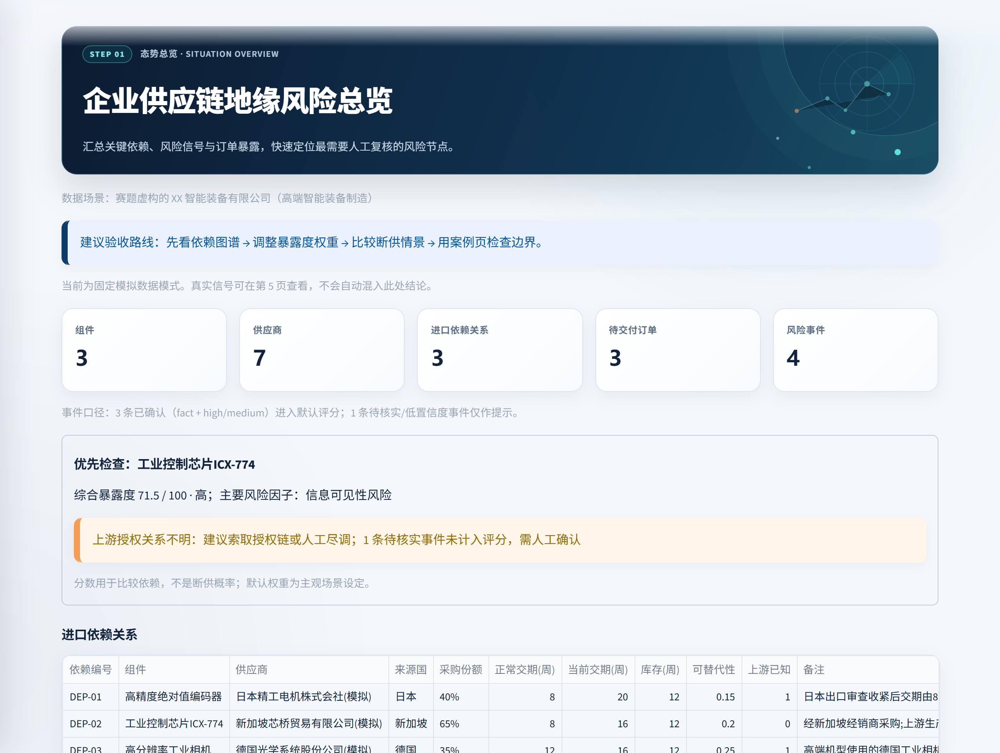 STEP 01 态势总览 · SITUATION OVERVIEW
企业供应链地缘风险总览
汇总关键依赖、风险信号与订单暴露，快速定位最需要人工复核的风险节点。
数据场景：赛题虚构的 XX 智能装备有限公司（高端智能装备制造）
建议验收路线：先看依赖图谱 → 调整暴露度权重 → 比较断供情景 → 用案例页检查边界。
当前为固定模拟数据模式。真实信号可在第 5 页查看，不会自动混入此处结论。
组件 供应商 进口依赖关系 待交付订单 风险事件
3 7 3 3 4
事件口径：3 条已确认（fact + high/medium）进入默认评分；1 条待核实/低置信度事件仅作提示。
优先检查：工业控制芯片ICX-774
综合暴露度 71.5 / 100 · 高；主要风险因子：信息可见性风险
上游授权关系不明：建议索取授权链或人工尽调；1 条待核实事件未计入评分，需人工确认
分数用于比较依赖，不是断供概率；默认权重为主观场景设定。
进口依赖关系
依赖编号 组件 供应商 来源国 采购份额 正常交期(周) 当前交期(周) 库存(周) 可替代性 上游已知 备注
DEP-01 高精度绝对值编码器 日本精工电机株式会社(模拟) 日本 40% 8 20 12 0.15 1 日本出口审查收紧后交期由8
DEP-02 工业控制芯片ICX-774 新加坡芯桥贸易有限公司(模拟) 新加坡 65% 8 16 12 0.2 0 经新加坡经销商采购;上游生产
DEP-03 高分辨率工业相机 德国光学系统股份公司(模拟) 德国 35% 12 16 12 0.25 1 高端机型使用的德国工业相机